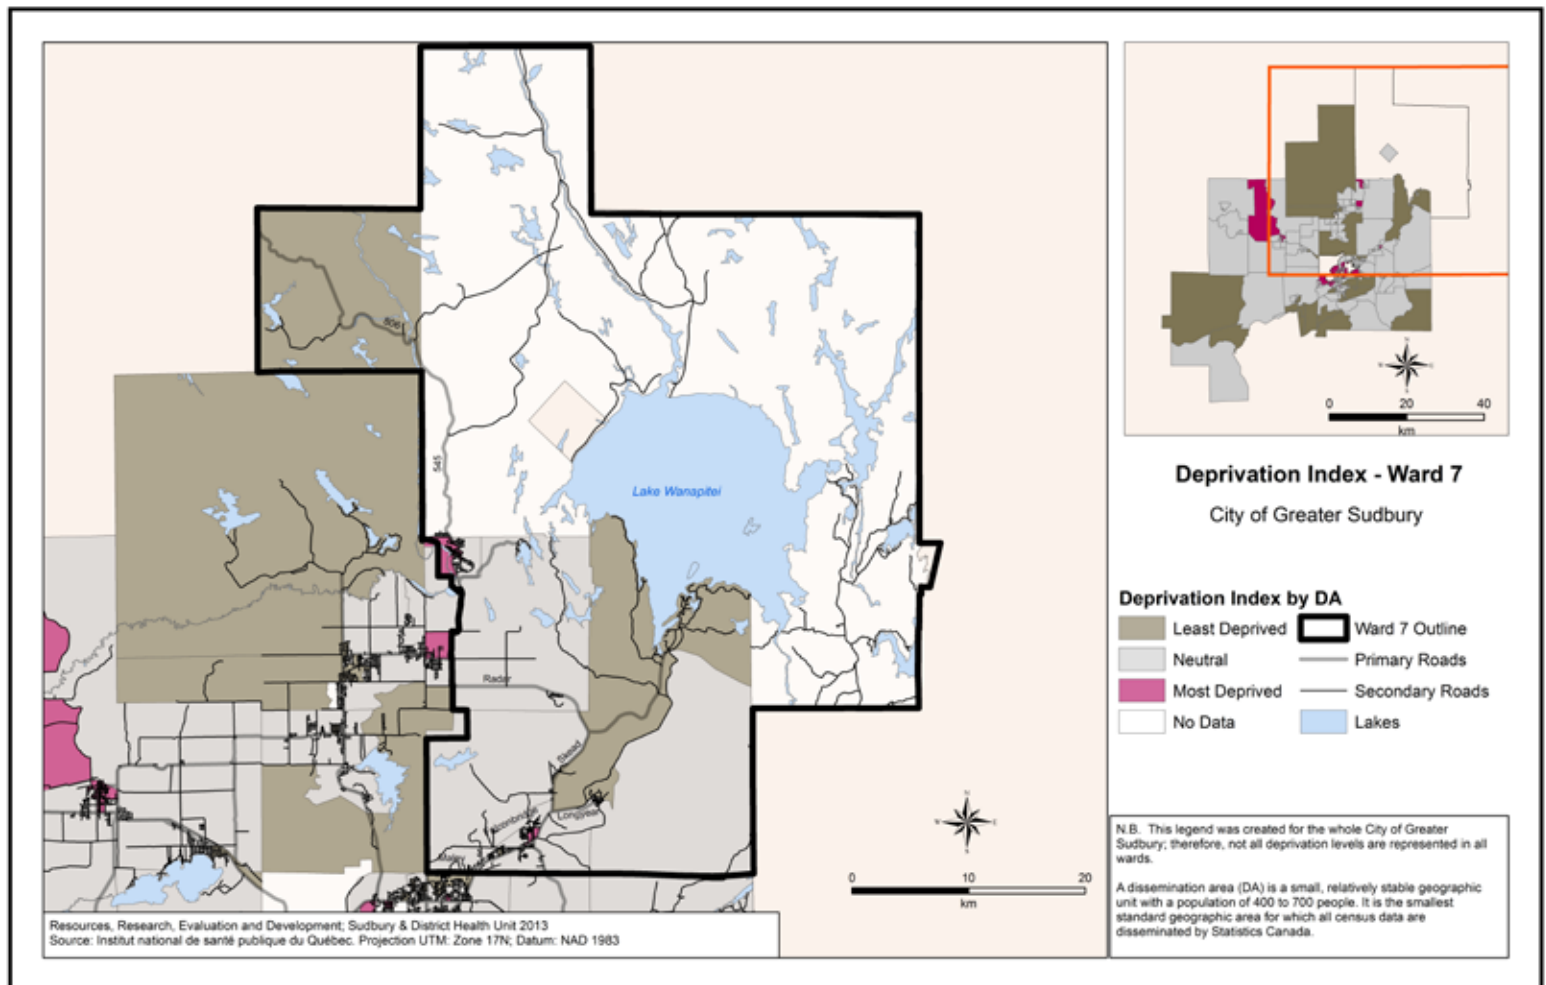 806
545
Lake Wanapitei
Radar
Skead
Longyear
N
W
E
S
0 10 20
km
Resources, Research, Evaluation and Development; Sudbury & District Health Unit 2013
Source: Institut national de santé publique du Québec. Projection UTM: Zone 17N; Datum: NAD 1983
0 20 40
km
Deprivation Index - Ward 7
City of Greater Sudbury
Deprivation Index by DA
Least Deprived Ward 7 Outline
Neutral Primary Roads
Most Deprived Secondary Roads
No Data Lakes
N.B. This legend was created for the whole City of Greater
Sudbury; therefore, not all deprivation levels are represented in all
wards.
A dissemination area (DA) is a small, relatively stable geographic
unit with a population of 400 to 700 people. It is the smallest
standard geographic area for which all census data are
disseminated by Statistics Canada.